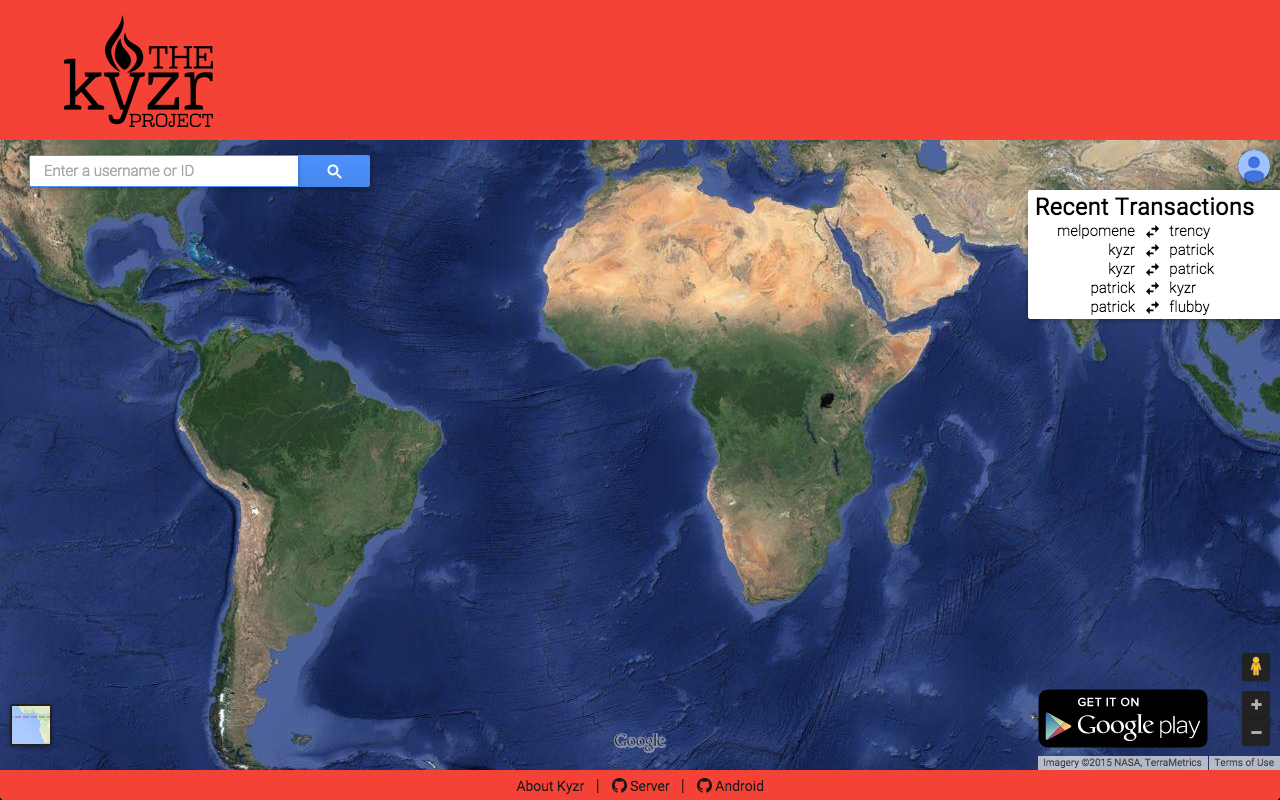 THE
kyzr
PROJECT
Enter a username or ID
Recent Transactions
melpomene trency
kyzr patrick
kyzr patrick
patrick kyzr
patrick flubby
GET IT ON
Google play
+
−
Google
Imagery ©2015 NASA, TerraMetrics Terms of Use
About Kyzr | Server | Android